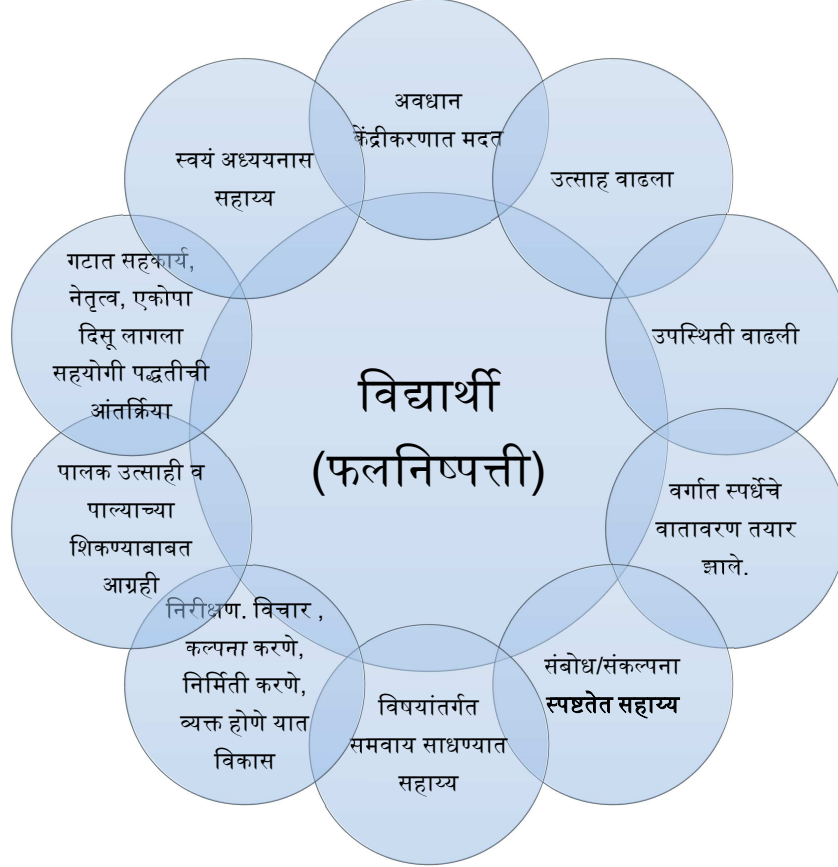 अवधान
केंद्रीकरणात मदत
उत्साह वाढला
उपस्थिती वाढली
वर्गात स्पर्धेचे
वातावरण तयार
झाले.
संबोध/संकल्पना
स्पष्टतेत सहाय्य
विषयांतर्गत
समवाय साधण्यात
सहाय्य
निरीक्षण. विचार ,
कल्पना करणे,
निर्मिती करणे,
व्यक्त होणे यात
विकास
पालक उत्साही व
पाल्याच्या
शिकण्याबाबत
आग्रही
गटात सहकार्य,
नेतृत्व, एकोपा
दिसू लागला
सहयोगी पद्धतीची
आंतर्क्रिया
स्वयं अध्ययनास
सहाय्य
विद्यार्थी
(फलनिष्पत्ती)